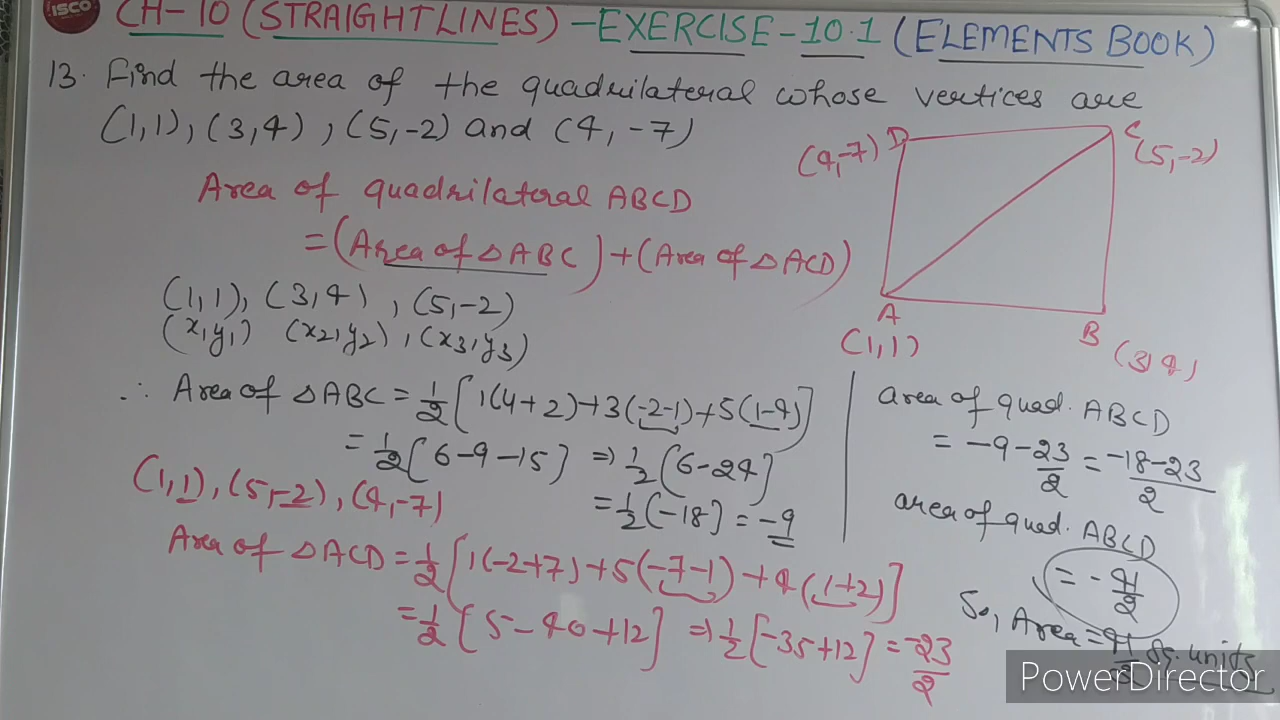 ISCO
CH-10 (STRAIGHT LINES) - EXERCISE - 10.1 (ELEMENTS BOOK)
13. Find the area of the quadrilateral whose vertices are
(1,1), (3,4), (5,-2) and (4,-7)
D (4,-7)
C (5,-2)
A (1,1)
B (3,4)
Area of quadrilateral ABCD
= (Area of △ ABC) + (Area of △ ACD)
(1,1), (3,4), (5,-2)
(x₁,y₁) (x₂,y₂), (x₃,y₃)
∴ Area of △ABC = 1/2 [1(4+2)+3(-2-1)+5(1-4)]
= 1/2 [6-9-15] ⇒ 1/2 [6-24]
= 1/2 [-18] = -9
(1,1), (5,-2), (4,-7)
Area of △ ACD = 1/2 [1(-2+7)+5(-7-1)+4(1+2)]
= 1/2 [5-40+12] ⇒ 1/2 [-35+12] = -23/2
area of quad. ABCD
= -9 - 23/2 = -18-23/2
area of quad. ABCD
= - 41/2
So, Area = 41/2 sq. units
PowerDirector